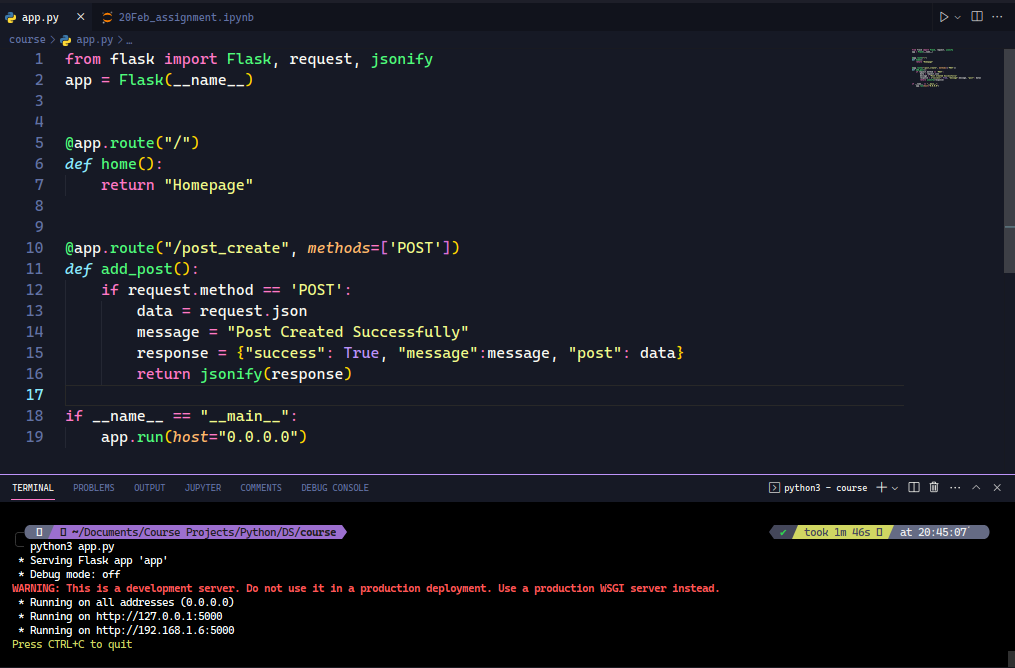 app.py 20Feb_assignment.ipynb
course > app.py > ...
1 from flask import Flask, request, jsonify
2 app = Flask(__name__)
3
4
5 @app.route("/")
6 def home():
7     return "Homepage"
8
9
10 @app.route("/post_create", methods=['POST'])
11 def add_post():
12     if request.method == 'POST':
13         data = request.json
14         message = "Post Created Successfully"
15         response = {"success": True, "message":message, "post": data}
16         return jsonify(response)
17
18 if __name__ == "__main__":
19     app.run(host="0.0.0.0")
TERMINAL PROBLEMS OUTPUT JUPYTER COMMENTS DEBUG CONSOLE python3 - course
~/Documents/Course Projects/Python/DS/course took 1m 46s at 20:45:07
python3 app.py
* Serving Flask app 'app'
* Debug mode: off
WARNING: This is a development server. Do not use it in a production deployment. Use a production WSGI server instead.
* Running on all addresses (0.0.0.0)
* Running on http://127.0.0.1:5000
* Running on http://192.168.1.6:5000
Press CTRL+C to quit